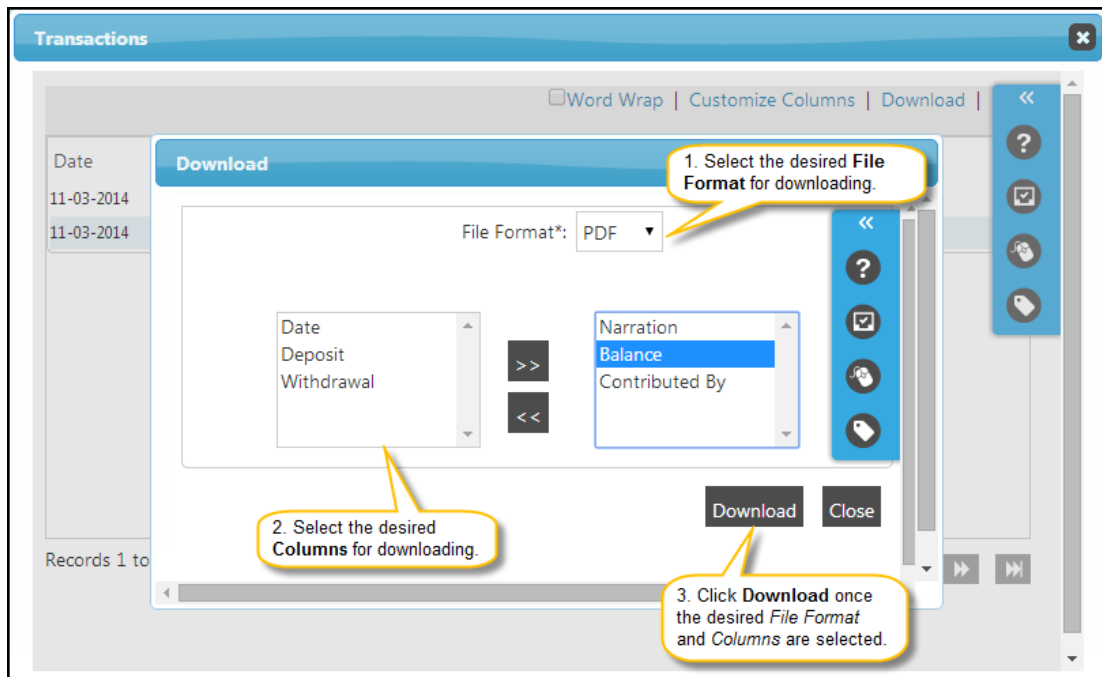 Transactions
Word Wrap | Customize Columns | Download |
Date
11-03-2014
11-03-2014
Download
1. Select the desired File
Format for downloading.
File Format*: PDF
Date
Deposit
Withdrawal
>>
<<
Narration
Balance
Contributed By
2. Select the desired
Columns for downloading.
Download Close
Records 1 to
3. Click Download once
the desired File Format
and Columns are selected.